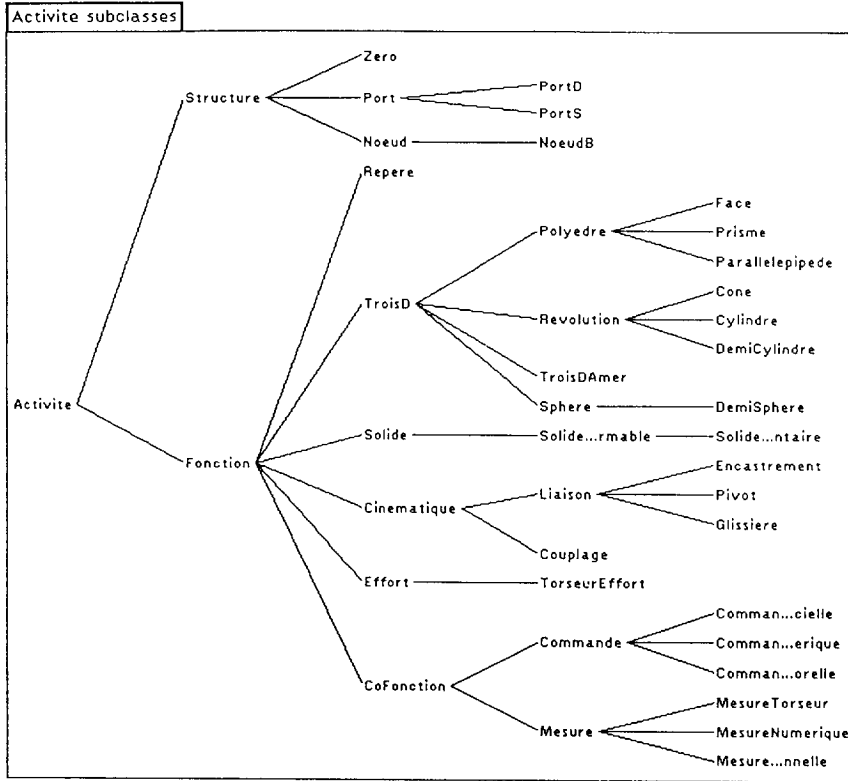 Activite subclasses
Zero
PortD
Structure
Port
PortS
Noeud
NoeudB
Repere
Face
Polyedre
Prisme
Parallelepipede
Cone
TroisD
Revolution
Cylindre
DemiCylindre
TroisDAmer
Activite
Sphere
DemiSphere
Solide
Solide...rmable
Solide...ntaire
Fonction
Encastrement
Liaison
Pivot
Cinematique
Glissiere
Couplage
Effort
TorseurEffort
Comman...cielle
Commande
Comman...erique
Comman...orelle
CoFonction
MesureTorseur
Mesure
MesureNumerique
Mesure...nnelle